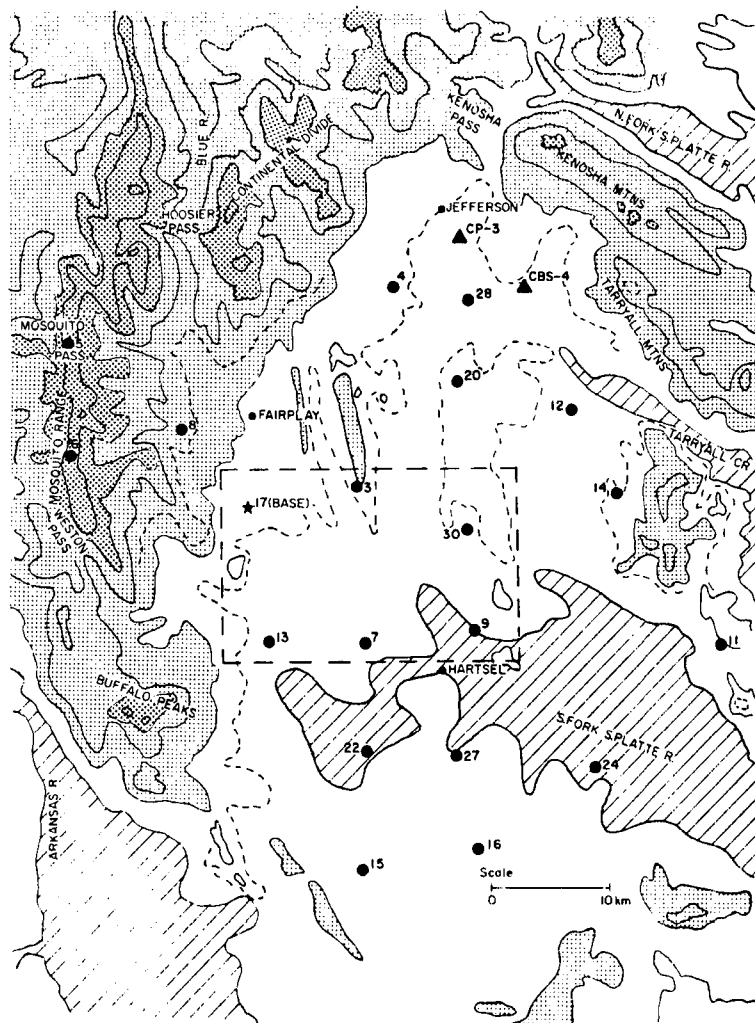 KENOSHA
PASS
N. FORK S. PLATTE R.
BLUE R.
CONTINENTAL DIVIDE
KENOSHA MTNS
HOOSIER
PASS
JEFFERSON
CP-3
4
28
CBS-4
TARRYALL MTNS
MOSQUITO
PASS
20
12
8
FAIRPLAY
MOSQUITO RANGE
TARRYALL CR.
3
14
17 (BASE)
WESTON
PASS
30
13
7
9
11
HARTSEL
BUFFALO PEAKS
S. FORK S. PLATTE R.
22
27
24
ARKANSAS R.
15
16
Scale
0
10 km